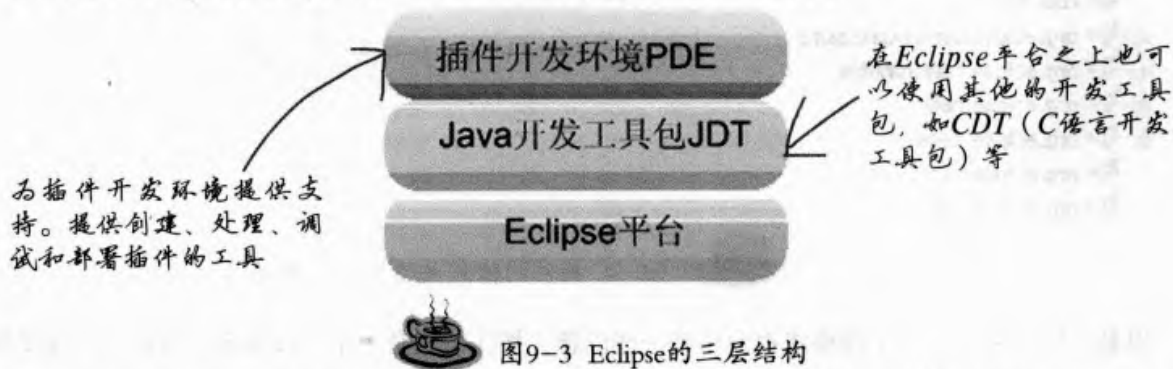 插件开发环境PDE
Java开发工具包JDT
Eclipse平台
在Eclipse平台之上也可
以使用其他的开发工具
包，如CDT（C语言开发
工具包）等
为插件开发环境提供支
持。提供创建、处理、调
试和部署插件的工具
图9-3 Eclipse的三层结构